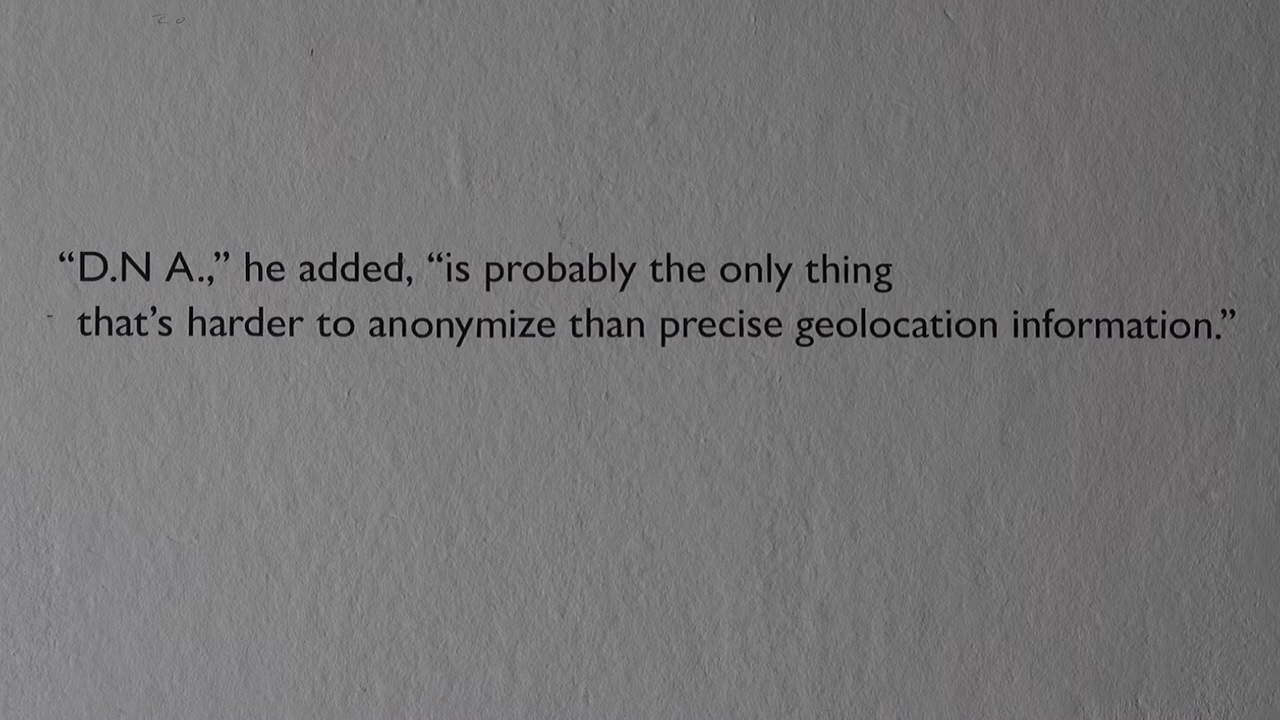 “D.N A.,” he added, “is probably the only thing
that’s harder to anonymize than precise geolocation information.”